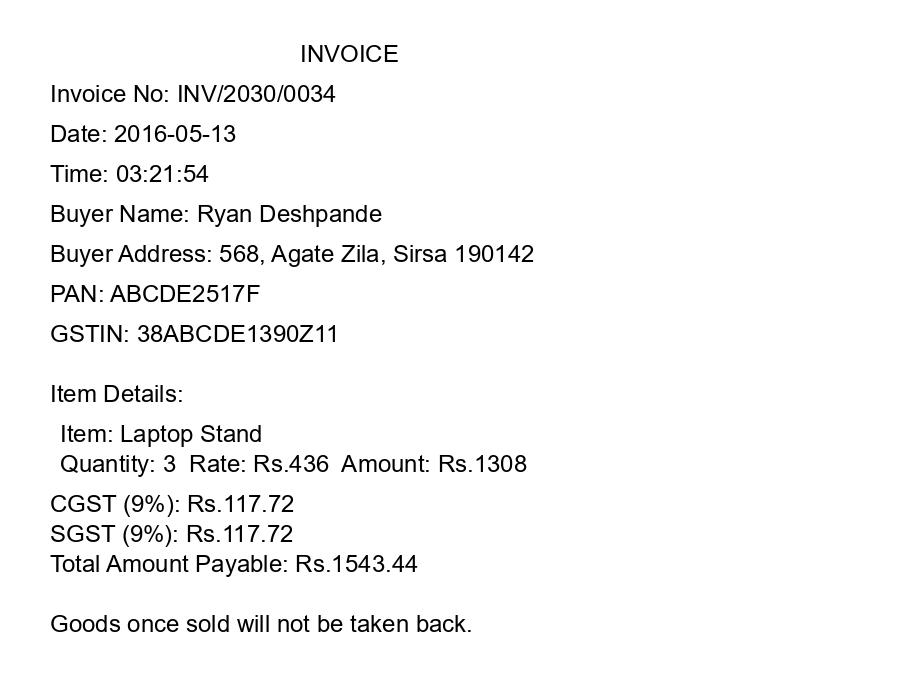 INVOICE
Invoice No: INV/2030/0034
Date: 2016-05-13
Time: 03:21:54
Buyer Name: Ryan Deshpande
Buyer Address: 568, Agate Zila, Sirsa 190142
PAN: ABCDE2517F
GSTIN: 38ABCDE1390Z11
Item Details:
Item: Laptop Stand
Quantity: 3  Rate: Rs.436  Amount: Rs.1308
CGST (9%): Rs.117.72
SGST (9%): Rs.117.72
Total Amount Payable: Rs.1543.44
Goods once sold will not be taken back.